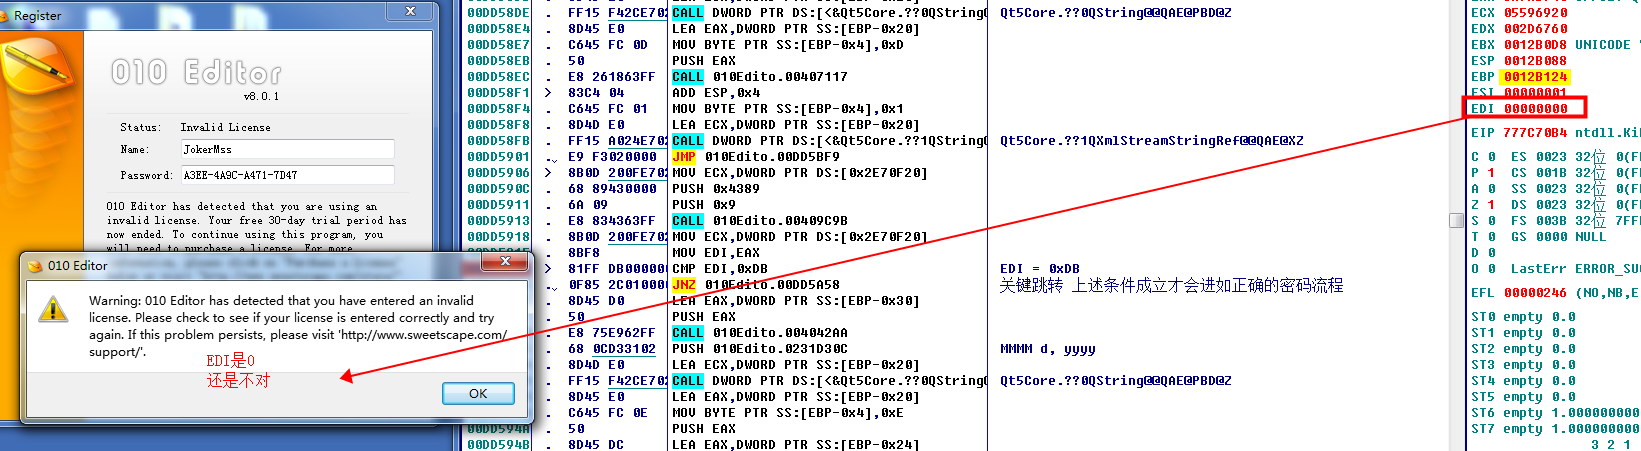 Register
010 Editor
v8.0.1
Status: Invalid License
Name: JokerMss
Password: A3EE-4A9C-A471-7D47
010 Editor has detected that you are using an
invalid license. Your free 30-day trial period has
now ended. To continue using this program, you
will need to purchase a license. For more
010 Editor
Warning: 010 Editor has detected that you have entered an invalid
license. Please check to see if your license is entered correctly and try
again. If this problem persists, please visit 'http://www.sweetscape.com/
support/'.
EDI是0
还是不对
OK
00DD58DE . FF15 F42CE702 CALL DWORD PTR DS:[<&Qt5Core.??0QString@ Qt5Core.??0QString@@QAE@PBD@Z
00DD58E4 . 8D45 E0 LEA EAX,DWORD PTR SS:[EBP-0x20]
00DD58E7 . C645 FC 0D MOV BYTE PTR SS:[EBP-0x4],0xD
00DD58EB . 50 PUSH EAX
00DD58EC . E8 261863FF CALL 010Edito.00407117
00DD58F1 > 83C4 04 ADD ESP,0x4
00DD58F4 . C645 FC 01 MOV BYTE PTR SS:[EBP-0x4],0x1
00DD58F8 . 8D4D E0 LEA ECX,DWORD PTR SS:[EBP-0x20]
00DD58FB . FF15 A024E702 CALL DWORD PTR DS:[<&Qt5Core.??1QXmlStre Qt5Core.??1QXmlStreamStringRef@@QAE@XZ
00DD5901 . E9 F3020000 JMP 010Edito.00DD5BF9
00DD5906 > 8B0D 200FE702 MOV ECX,DWORD PTR DS:[0x2E70F20]
00DD590C . 68 89430000 PUSH 0x4389
00DD5911 . 6A 09 PUSH 0x9
00DD5913 . E8 834363FF CALL 010Edito.00409C9B
00DD5918 . 8B0D 200FE702 MOV ECX,DWORD PTR DS:[0x2E70F20]
. 8BF8 MOV EDI,EAX
> 81FF DB000000 CMP EDI,0xDB EDI = 0xDB
. 0F85 2C010000 JNZ 010Edito.00DD5A58 关键跳转 上述条件成立才会进如正确的密码流程
. 8D45 D0 LEA EAX,DWORD PTR SS:[EBP-0x30]
. 50 PUSH EAX
. E8 75E962FF CALL 010Edito.004042AA
. 68 0CD33102 PUSH 010Edito.0231D30C MMMM d, yyyy
. 8D4D E0 LEA ECX,DWORD PTR SS:[EBP-0x20]
. FF15 F42CE702 CALL DWORD PTR DS:[<&Qt5Core.??0QString@ Qt5Core.??0QString@@QAE@PBD@Z
. 8D45 E0 LEA EAX,DWORD PTR SS:[EBP-0x20]
. C645 FC 0E MOV BYTE PTR SS:[EBP-0x4],0xE
00DD594A . 50 PUSH EAX
00DD594B . 8D45 DC LEA EAX,DWORD PTR SS:[EBP-0x24]
ECX 05596920
EDX 002D6760
EBX 0012B0D8 UNICODE
ESP 0012B088
EBP 0012B124
ESI 00000001
EDI 00000000
EIP 777C70B4 ntdll.Ki
C 0 ES 0023 32位 0(F
P 1 CS 001B 32位 0(F
A 0 SS 0023 32位 0(F
Z 1 DS 0023 32位 0(F
S 0 FS 003B 32位 7FF
T 0 GS 0000 NULL
D 0
O 0 LastErr ERROR_SUC
EFL 00000246 (NO,NB,E
ST0 empty 0.0
ST1 empty 0.0
ST2 empty 0.0
ST3 empty 0.0
ST4 empty 0.0
ST5 empty 0.0
ST6 empty 1.000000000
ST7 empty 1.000000000
3 2 1